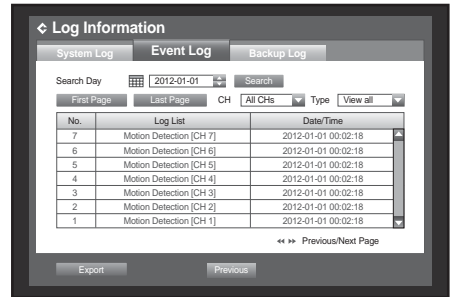 Log Information
System Log Event Log Backup Log
Search Day 2012-01-01 Search
First Page Last Page CH All CHs Type View all
No. Log List Date/Time
7 Motion Detection [CH 7] 2012-01-01 00:02:18
6 Motion Detection [CH 6] 2012-01-01 00:02:18
5 Motion Detection [CH 5] 2012-01-01 00:02:18
4 Motion Detection [CH 4] 2012-01-01 00:02:18
3 Motion Detection [CH 3] 2012-01-01 00:02:18
2 Motion Detection [CH 2] 2012-01-01 00:02:18
1 Motion Detection [CH 1] 2012-01-01 00:02:18
Previous/Next Page
Export Previous